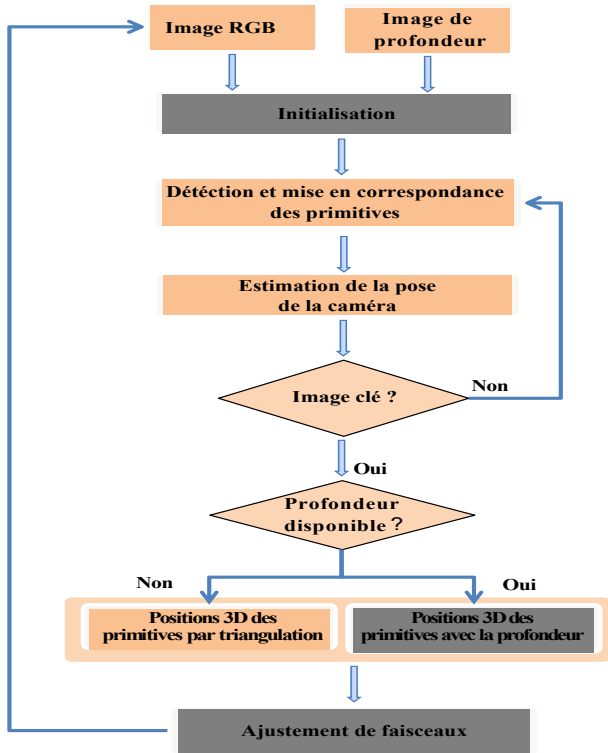 Image RGB
Image de
profondeur
Initialisation
Détéction et mise en correspondance
des primitives
Estimation de la pose
de la caméra
Image clé ?
Non
Oui
Profondeur
disponible ?
Non
Oui
Positions 3D des
primitives par triangulation
Positions 3D des
primitives avec la profondeur
Ajustement de faisceaux